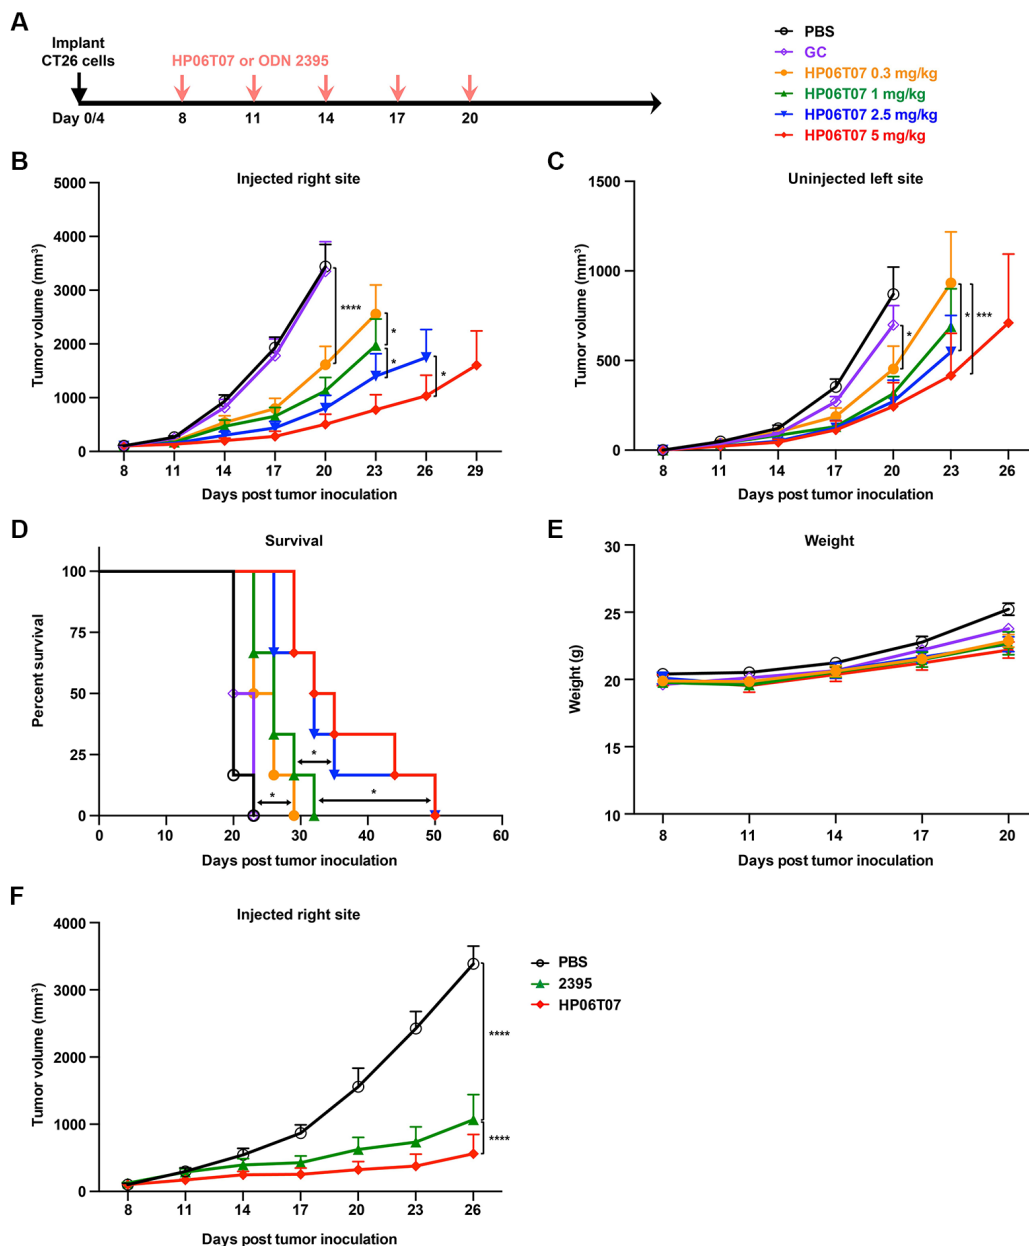 A
Implant
CT26 cells
HP06T07 or ODN 2395
Day 0/4 8 11 14 17 20
PBS
GC
HP06T07 0.3 mg/kg
HP06T07 1 mg/kg
HP06T07 2.5 mg/kg
HP06T07 5 mg/kg
B
Injected right site
Tumor volume (mm³)
5000
4000
3000
2000
1000
0
****
*
*
*
8 11 14 17 20 23 26 29
Days post tumor inoculation
C
Uninjected left site
Tumor volume (mm³)
1500
1000
500
0
*
*
***
8 11 14 17 20 23 26
Days post tumor inoculation
D
Survival
Percent survival
100
75
50
25
0
*
*
*
0 10 20 30 40 50 60
Days post tumor inoculation
E
Weight
Weight (g)
30
25
20
15
10
8 11 14 17 20
Days post tumor inoculation
F
Injected right site
Tumor volume (mm³)
4000
3000
2000
1000
0
****
****
8 11 14 17 20 23 26
Days post tumor inoculation
PBS
2395
HP06T07